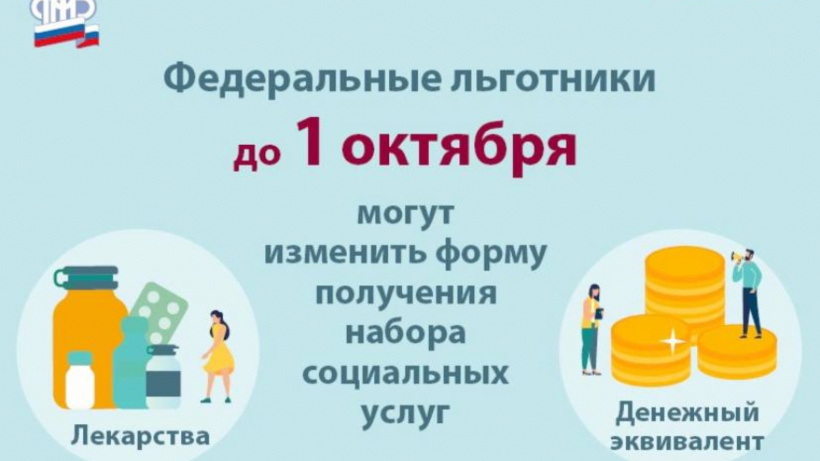 Федеральные льготники
до 1 октября
могут
изменить форму
получения
набора
социальных
услуг
Лекарства
Денежный
эквивалент